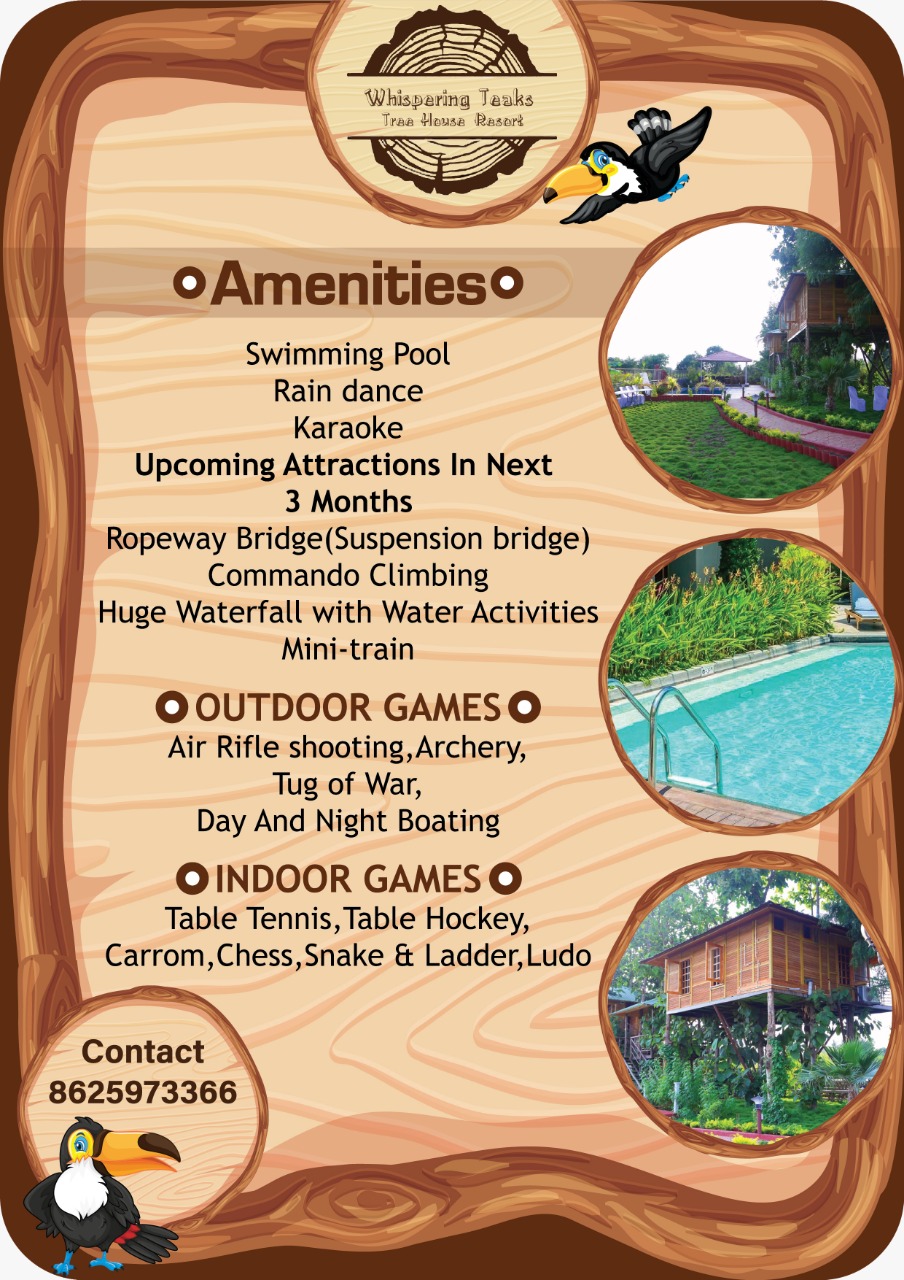 Whispering Teaks
Tree House Resort
Amenities
Swimming Pool
Rain dance
Karaoke
Upcoming Attractions In Next
3 Months
Ropeway Bridge(Suspension bridge)
Commando Climbing
Huge Waterfall with Water Activities
Mini-train
OUTDOOR GAMES
Air Rifle shooting,Archery,
Tug of War,
Day And Night Boating
INDOOR GAMES
Table Tennis,Table Hockey,
Carrom,Chess,Snake & Ladder,Ludo
Contact
8625973366